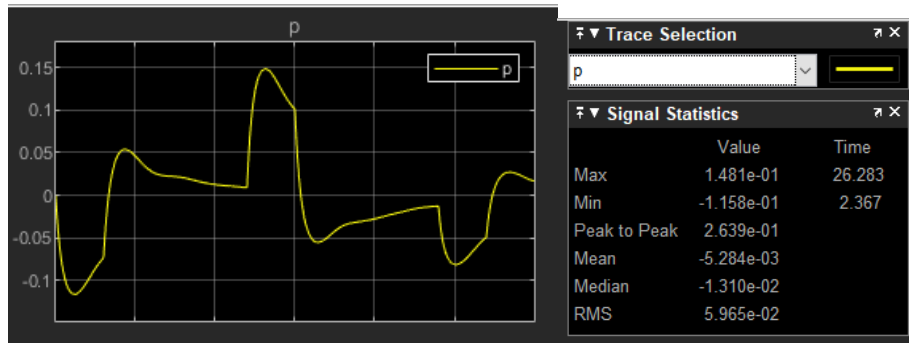 p
0.15
0.1
0.05
0
-0.05
-0.1
p
Trace Selection
p
Signal Statistics
Value Time
Max 1.481e-01 26.283
Min -1.158e-01 2.367
Peak to Peak 2.639e-01
Mean -5.284e-03
Median -1.310e-02
RMS 5.965e-02